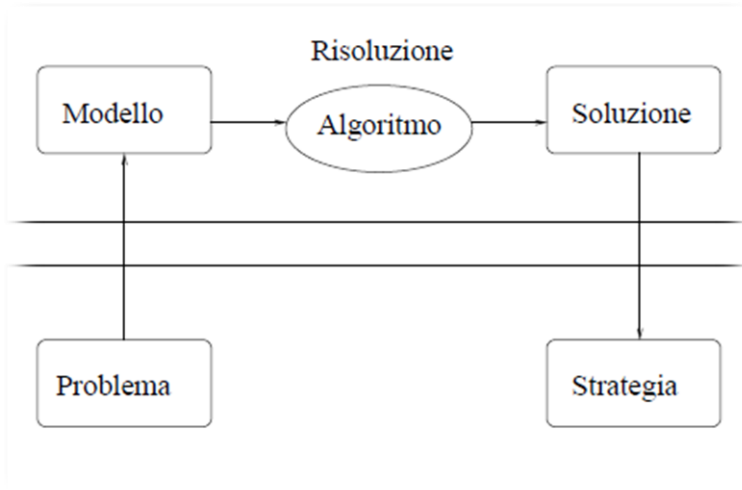 Risoluzione
Modello
Algoritmo
Soluzione
Problema
Strategia